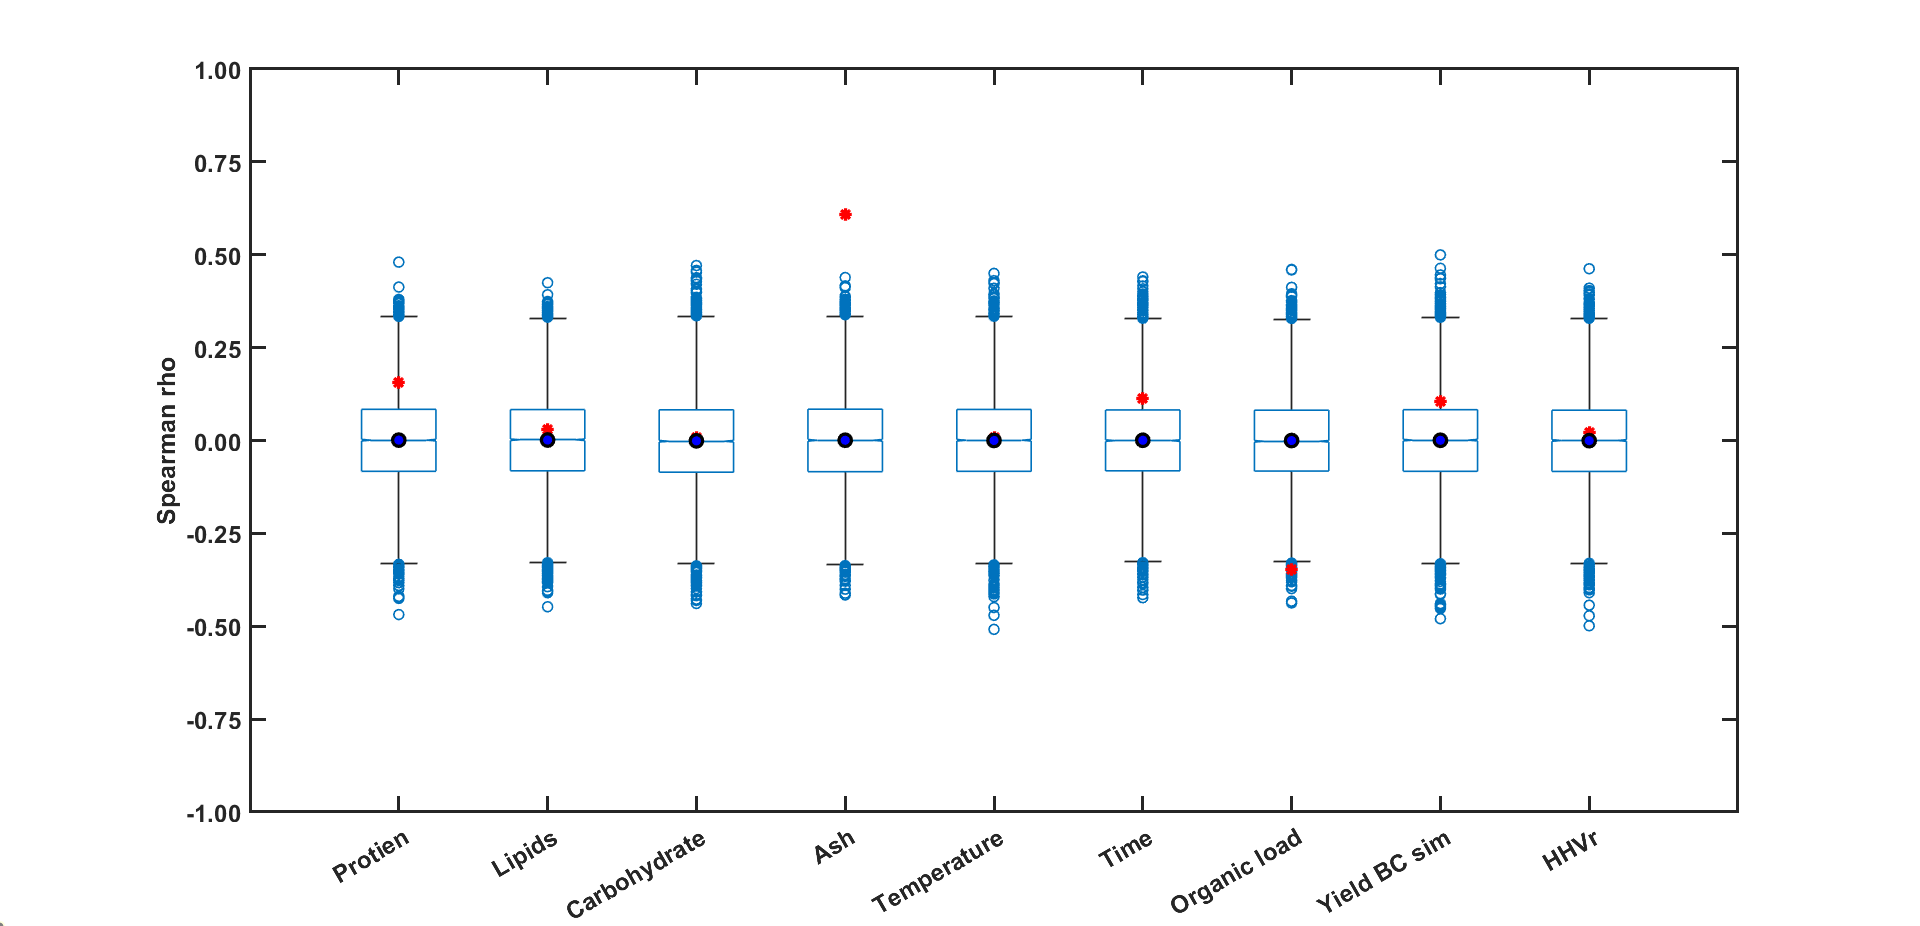 1.00
0.75
0.50
0.25
0.00
-0.25
-0.50
-0.75
-1.00
Spearman rho
Protien
Lipids
Carbohydrate
Ash
Temperature
Time
Organic load
Yield BC sim
HHVr